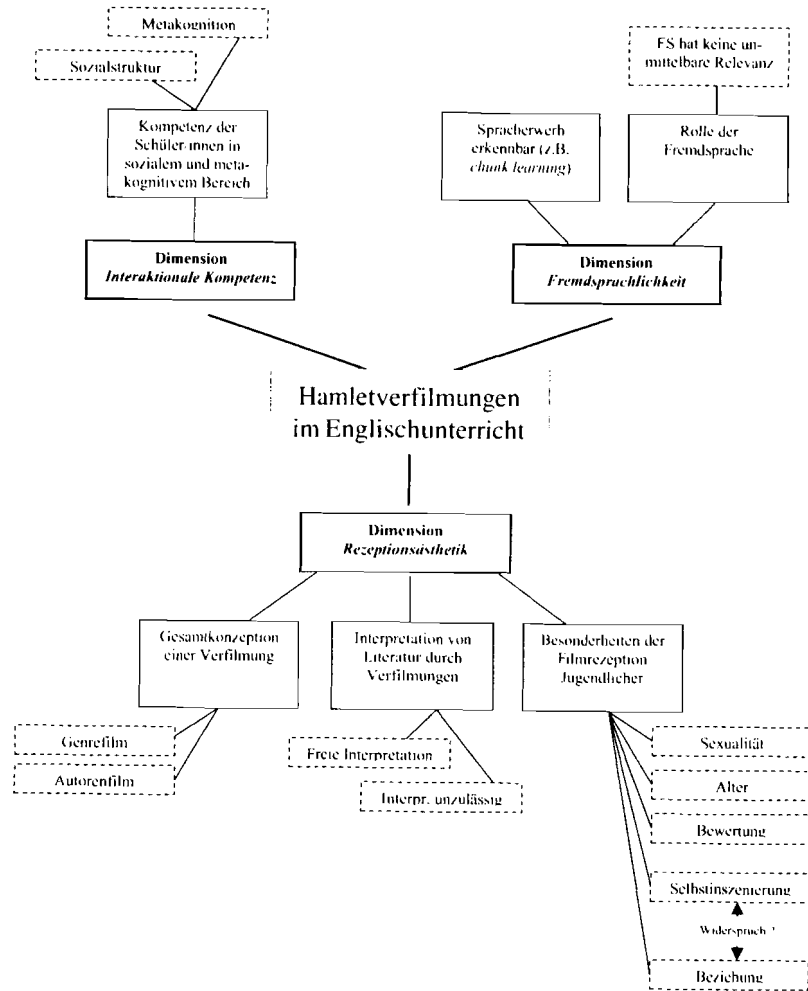 Metakognition
Sozialstruktur
Kompetenz der
Schüler-innen in
sozialem und meta-
kognitivem Bereich
Dimension
Interaktionale Kompetenz
FS hat keine un-
mittelbare Relevanz
Spracherwerb
erkennbar (z.B.
chunk learning)
Rolle der
Fremdsprache
Dimension
Fremdsprachlichkeit
Hamletverfilmungen
im Englischunterricht
Dimension
Rezeptionsästhetik
Gesamtkonzeption
einer Verfilmung
Interpretation von
Literatur durch
Verfilmungen
Besonderheiten der
Filmrezeption
Jugendlicher
Genrefilm
Autorenfilm
Freie Interpretation
Interpr. unzulässig
Sexualität
Alter
Bewertung
Selbstinszenierung
Widerspruch ?
Beziehung